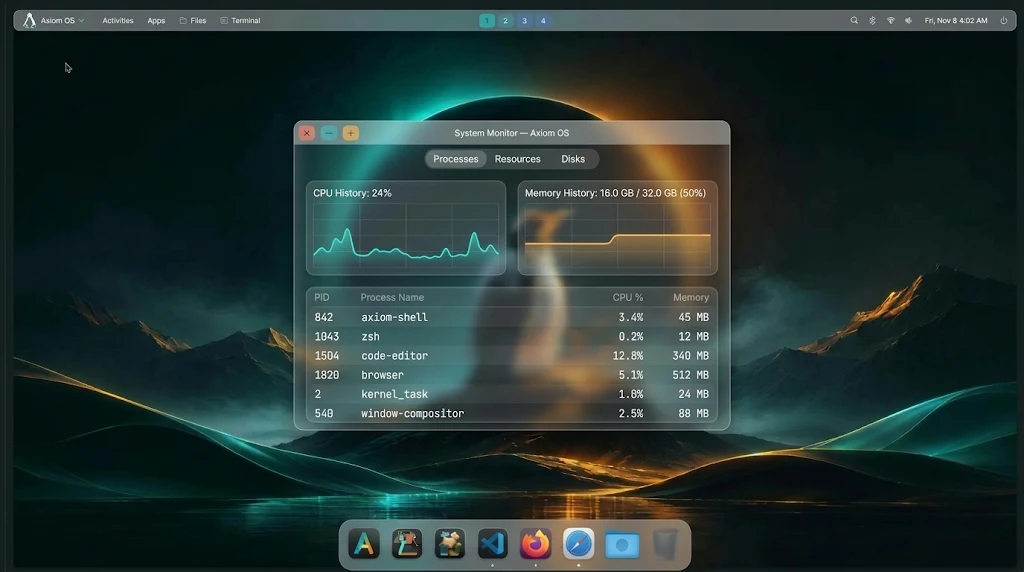 Axiom OS Activities Apps Files Terminal 1 2 3 4 Fri, Nov 8 4:02 AM
System Monitor — Axiom OS
Processes Resources Disks
CPU History: 24%
Memory History: 16.0 GB / 32.0 GB (50%)
PID Process Name CPU % Memory
842 axiom-shell 3.4% 45 MB
1043 zsh 0.2% 12 MB
1504 code-editor 12.8% 340 MB
1820 browser 5.1% 512 MB
2 kernel_task 1.8% 24 MB
540 window-compositor 2.5% 88 MB